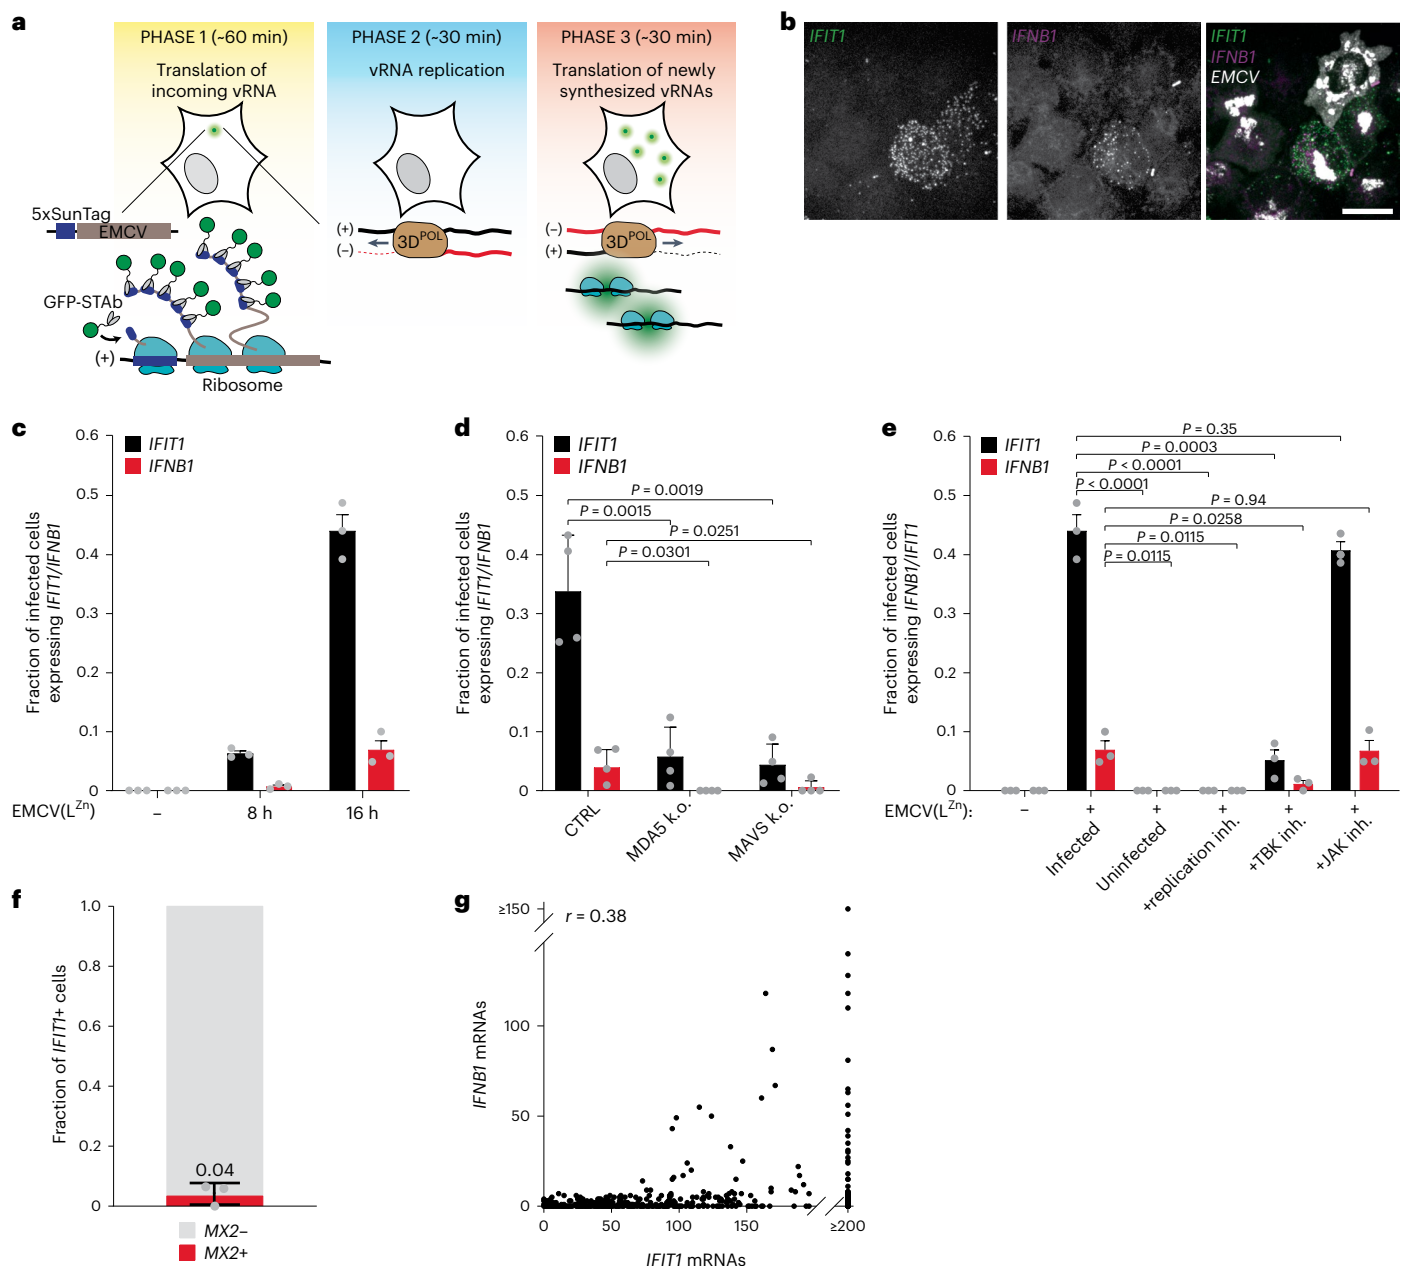 a
PHASE 1 (~60 min)
Translation of
incoming vRNA
PHASE 2 (~30 min)
vRNA replication
PHASE 3 (~30 min)
Translation of newly
synthesized vRNAs
5xSunTag
EMCV
GFP-STAb
(+)
Ribosome
(+)
(–)
3D^POL
(–)
(+)
3D^POL
b
IFIT1
IFNB1
IFIT1
IFNB1
EMCV
c
Fraction of infected cells
expressing IFIT1/IFNB1
0.6
0.5
0.4
0.3
0.2
0.1
0
IFIT1
IFNB1
EMCV(L^Zn)
–
8 h
16 h
d
Fraction of infected cells
expressing IFIT1/IFNB1
0.6
0.5
0.4
0.3
0.2
0.1
0
IFIT1
IFNB1
P = 0.0019
P = 0.0015
P = 0.0251
P = 0.0301
CTRL
MDA5 k.o.
MAVS k.o.
e
Fraction of infected cells
expressing IFNB1/IFIT1
0.6
0.5
0.4
0.3
0.2
0.1
0
IFIT1
IFNB1
P = 0.35
P = 0.0003
P < 0.0001
P < 0.0001
P = 0.94
P = 0.0258
P = 0.0115
P = 0.0115
EMCV(L^Zn):
–
+
+
+
+
+
Infected
Uninfected
+replication inh.
+TBK inh.
+JAK inh.
f
Fraction of IFIT1+ cells
1.0
0.8
0.6
0.4
0.2
0
0.04
MX2–
MX2+
g
IFNB1 mRNAs
≥150
100
50
0
r = 0.38
0
50
100
150
≥200
IFIT1 mRNAs